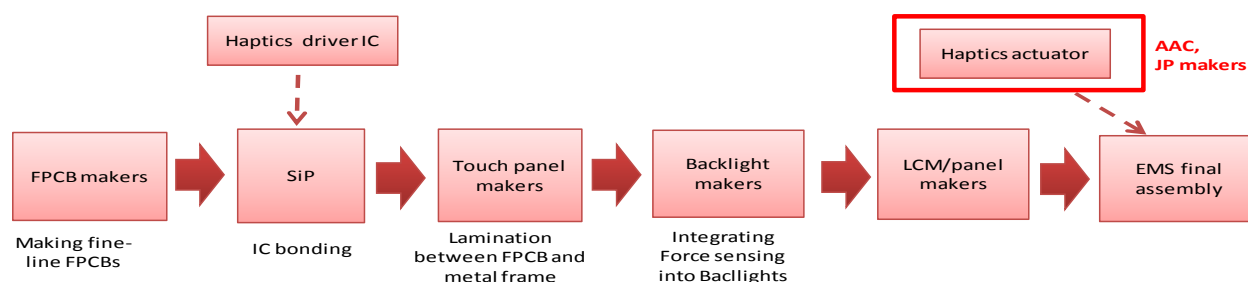 Haptics driver IC
Haptics actuator
AAC,
JP makers
FPCB makers
SiP
Touch panel
makers
Backlight
makers
LCM/panel
makers
EMS final
assembly
Making fine-
line FPCBs
IC bonding
Lamination
between FPCB and
metal frame
Integrating
Force sensing
into Bacllights